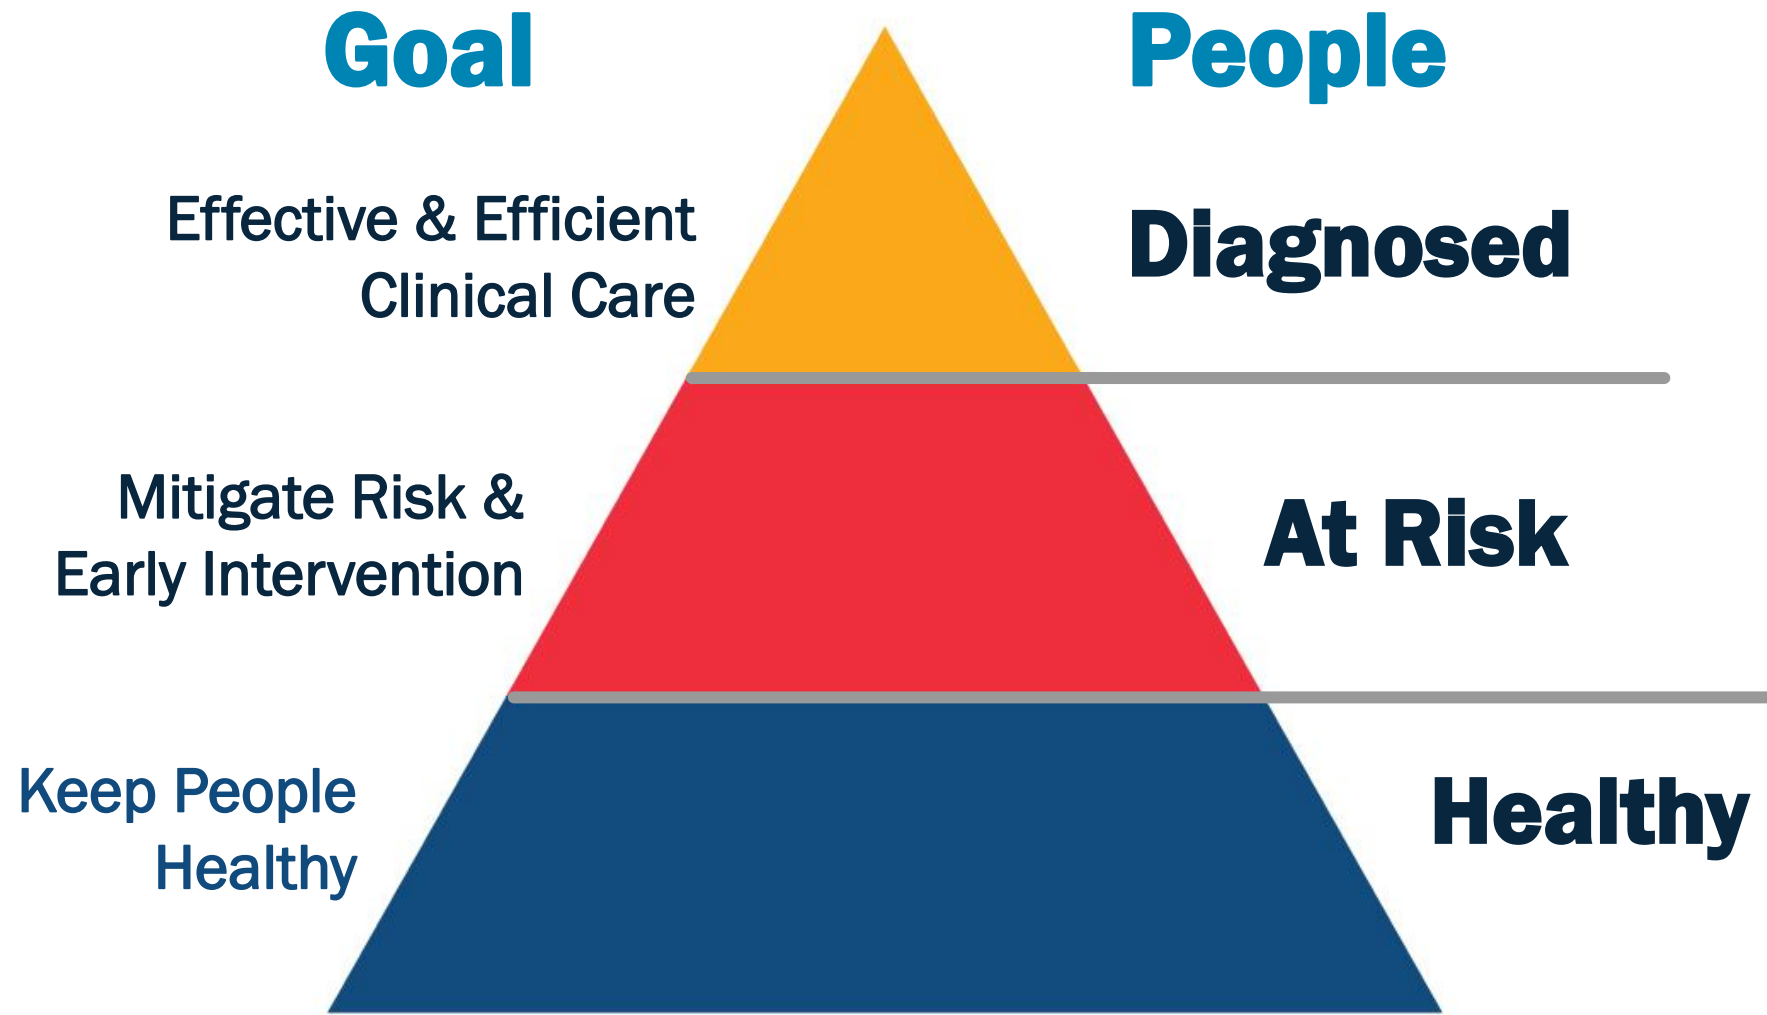 Goal
People
Effective & Efficient
Clinical Care
Diagnosed
Mitigate Risk &
Early Intervention
At Risk
Keep People
Healthy
Healthy